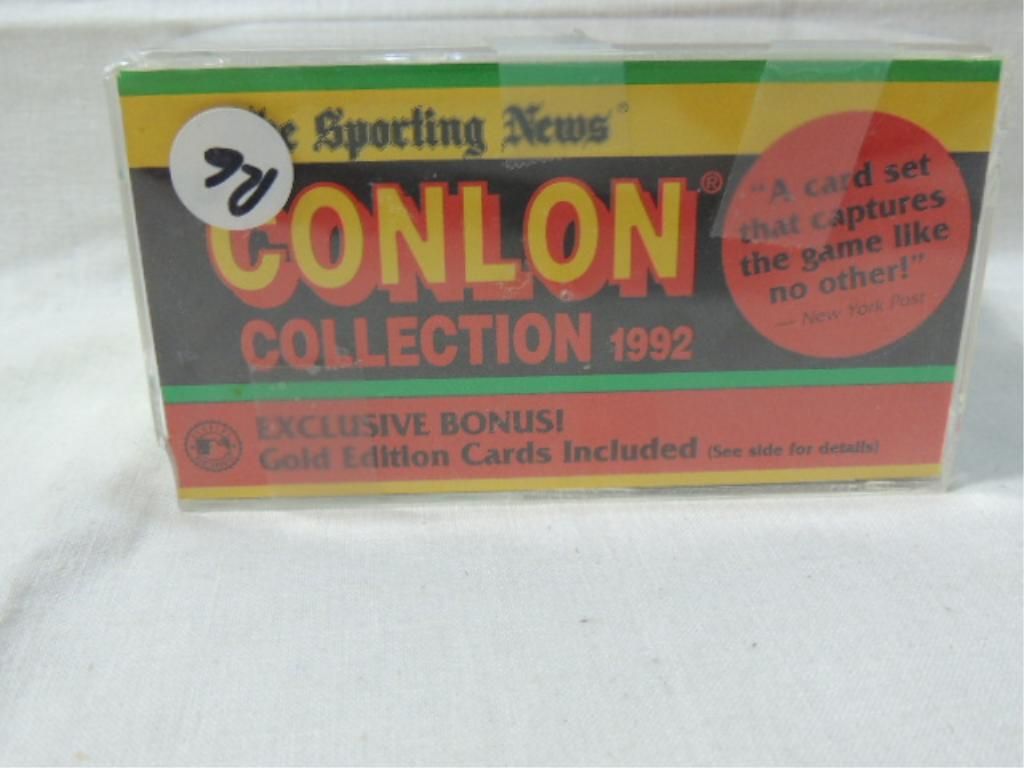 The Sporting News®
CONLON®
COLLECTION 1992
"A card set
that captures
the game like
no other!"
— New York Post
EXCLUSIVE BONUS!
Gold Edition Cards Included (See side for details)